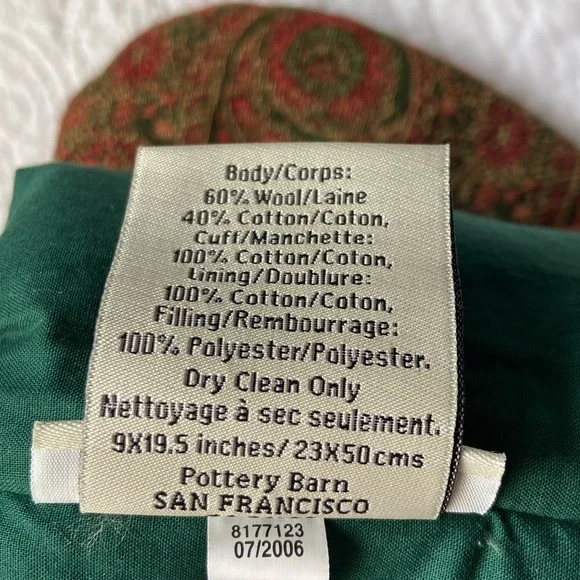 Body/Corps:
60% Wool/Laine
40% Cotton/Coton,
Cuff/Manchette:
100% Cotton/Coton,
Lining/Doublure:
100% Cotton/Coton,
Filling/Rembourrage:
100% Polyester/Polyester.
Dry Clean Only
Nettoyage à sec seulement.
9X19.5 inches/ 23X50cms
Pottery Barn
SAN FRANCISCO
8177123
07/2006